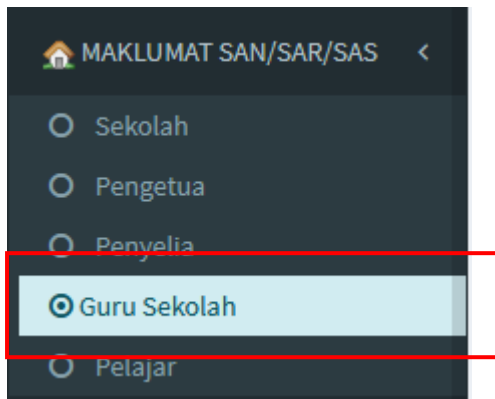 MAKLUMAT SAN/SAR/SAS
Sekolah
Pengetua
Penyelia
Guru Sekolah
Pelajar